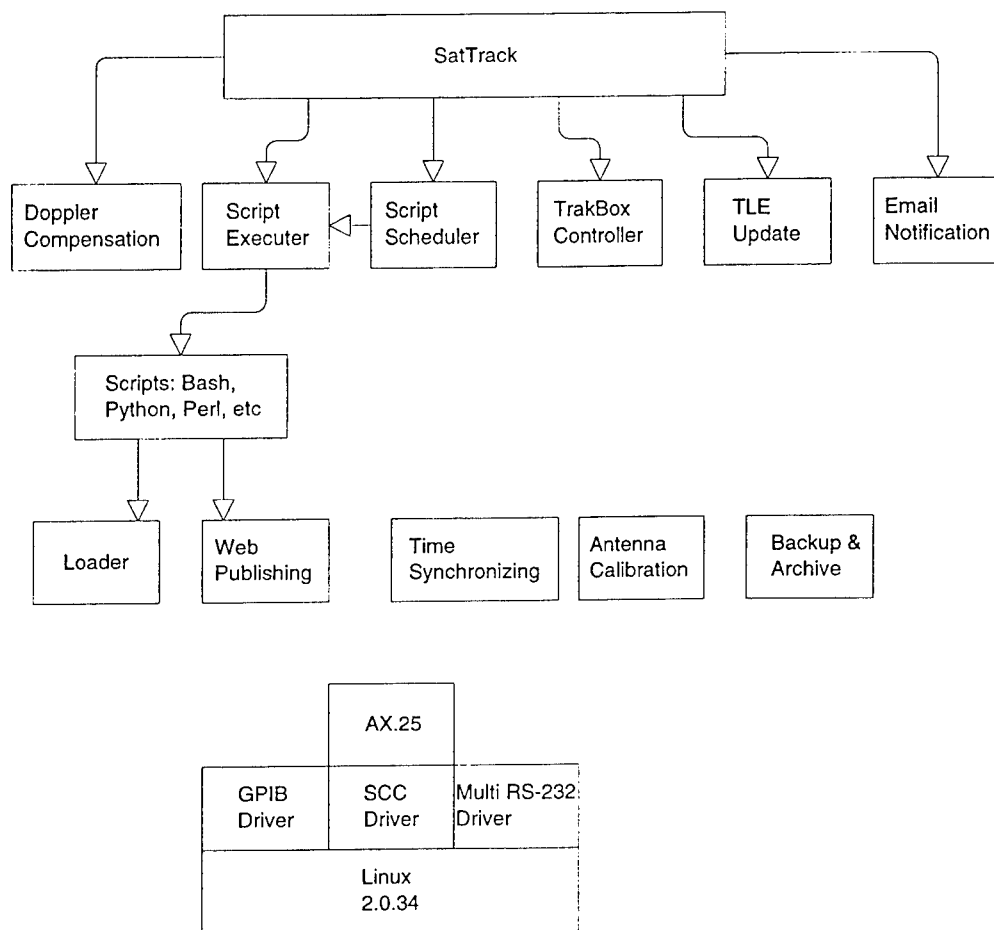 SatTrack
Doppler
Compensation
Script
Executer
Script
Scheduler
TrakBox
Controller
TLE
Update
Email
Notification
Scripts: Bash,
Python, Perl, etc
Loader
Web
Publishing
Time
Synchronizing
Antenna
Calibration
Backup &
Archive
AX.25
GPIB
Driver
SCC
Driver
Multi RS-232
Driver
Linux
2.0.34